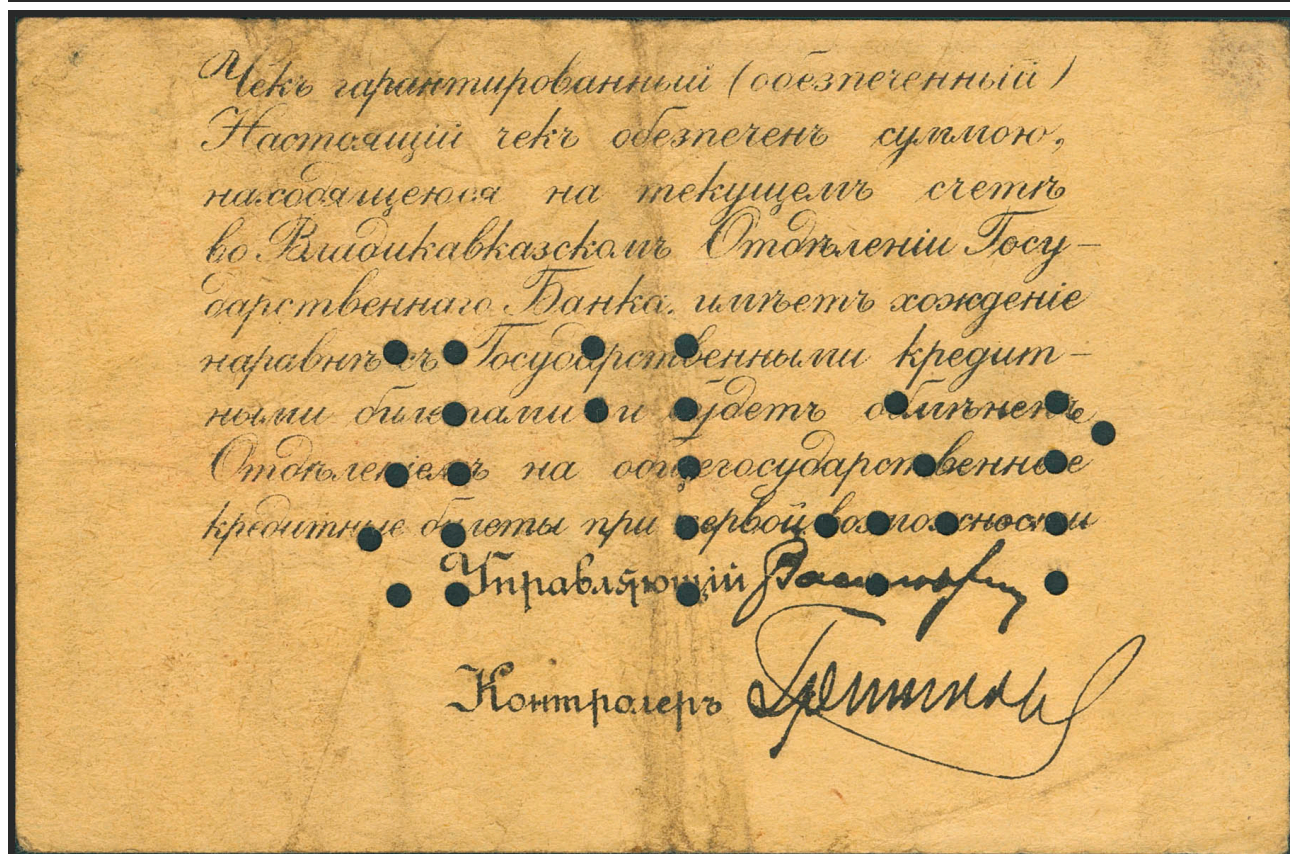 Чекъ гарантированный (обезпеченный)
Настоящій чекъ обезпеченъ суммою,
находящеюся на текущемъ счетѣ
во Владикавказскомъ Отдѣленіи Госу-
дарственнаго Банка. имѣетъ хожденіе
наравнѣ съ Государственными кредит-
ными билетами и будетъ обмѣненъ
Отдѣленіемъ на общегосударственные
кредитные билеты при первой возможности
Управляющій
Контролеръ